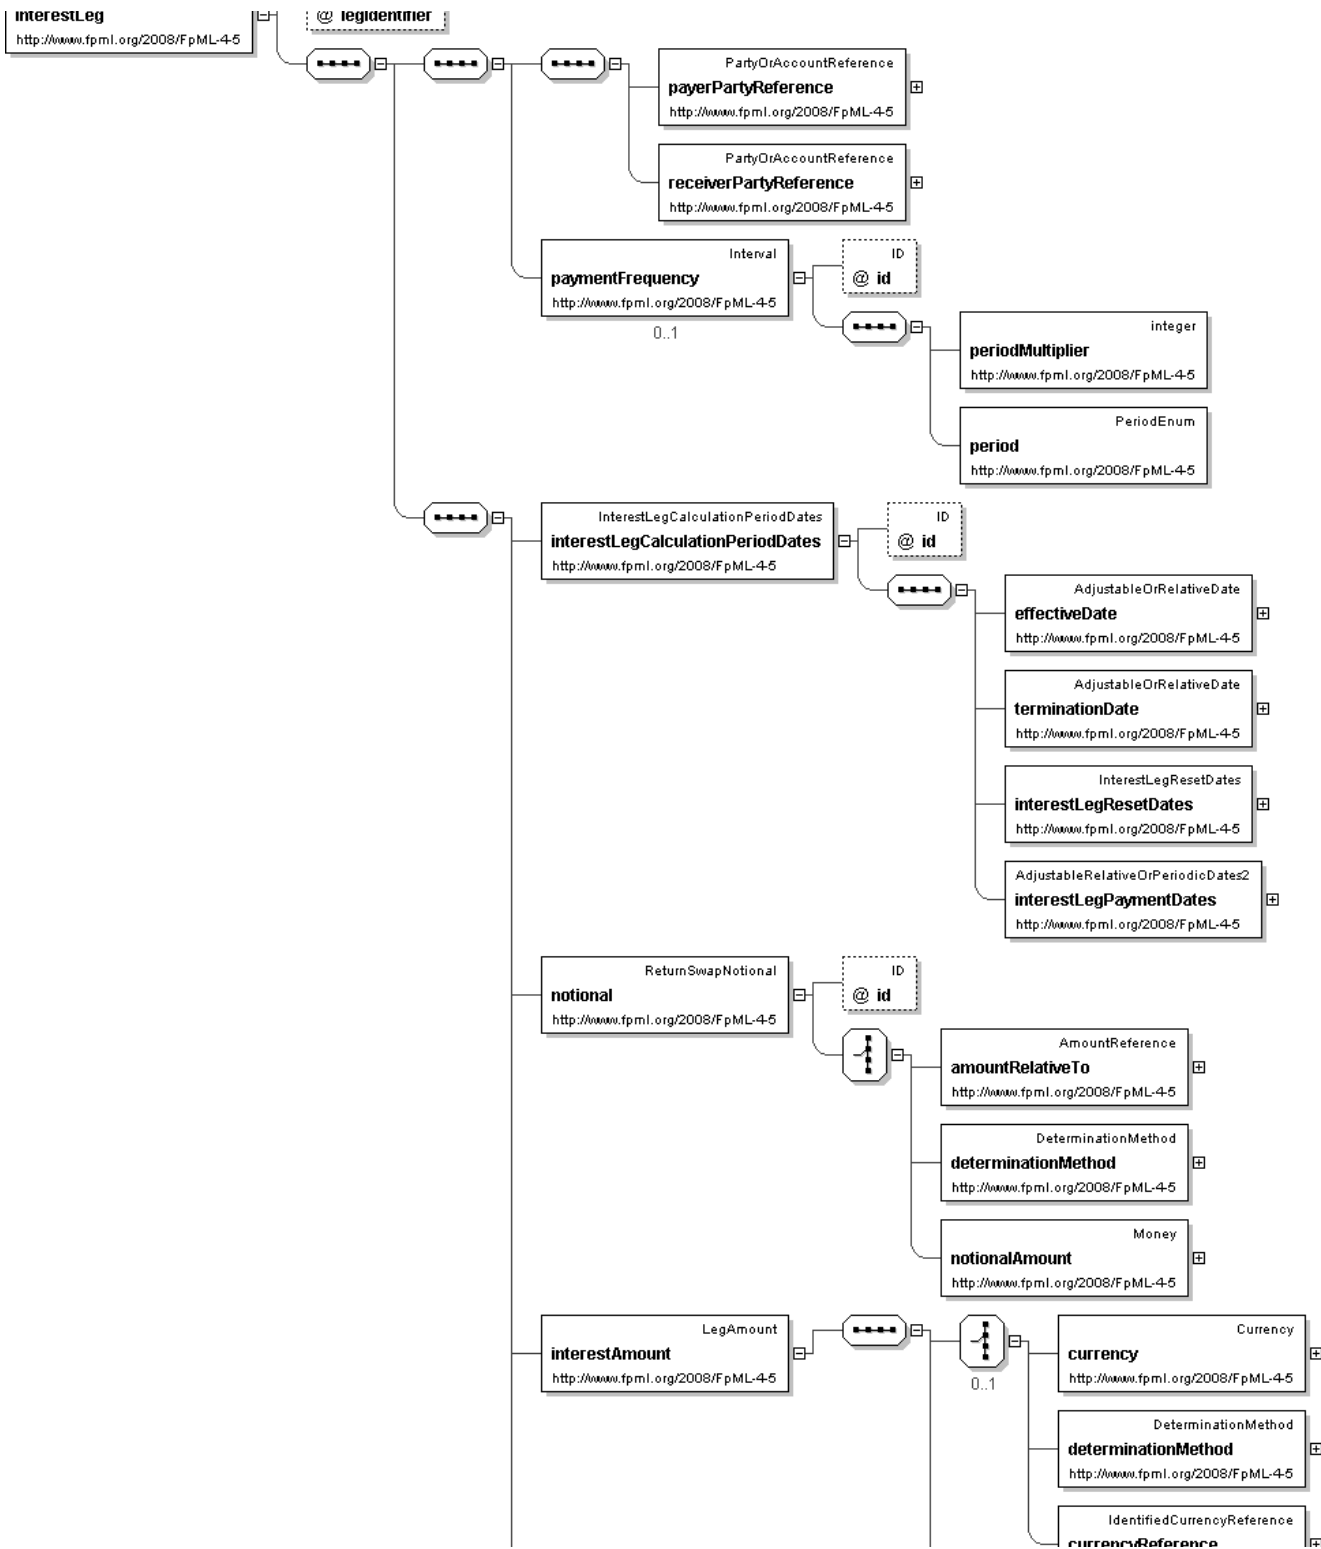 interestLeg
http://www.fpml.org/2008/FpML-4-5
@ legIdentifier
PartyOrAccountReference
payerPartyReference
http://www.fpml.org/2008/FpML-4-5
PartyOrAccountReference
receiverPartyReference
http://www.fpml.org/2008/FpML-4-5
Interval
paymentFrequency
http://www.fpml.org/2008/FpML-4-5
0..1
ID
@ id
integer
periodMultiplier
http://www.fpml.org/2008/FpML-4-5
PeriodEnum
period
http://www.fpml.org/2008/FpML-4-5
InterestLegCalculationPeriodDates
interestLegCalculationPeriodDates
http://www.fpml.org/2008/FpML-4-5
ID
@ id
AdjustableOrRelativeDate
effectiveDate
http://www.fpml.org/2008/FpML-4-5
AdjustableOrRelativeDate
terminationDate
http://www.fpml.org/2008/FpML-4-5
InterestLegResetDates
interestLegResetDates
http://www.fpml.org/2008/FpML-4-5
AdjustableRelativeOrPeriodicDates2
interestLegPaymentDates
http://www.fpml.org/2008/FpML-4-5
ReturnSwapNotional
notional
http://www.fpml.org/2008/FpML-4-5
ID
@ id
AmountReference
amountRelativeTo
http://www.fpml.org/2008/FpML-4-5
DeterminationMethod
determinationMethod
http://www.fpml.org/2008/FpML-4-5
Money
notionalAmount
http://www.fpml.org/2008/FpML-4-5
LegAmount
interestAmount
http://www.fpml.org/2008/FpML-4-5
0..1
Currency
currency
http://www.fpml.org/2008/FpML-4-5
DeterminationMethod
determinationMethod
http://www.fpml.org/2008/FpML-4-5
IdentifiedCurrencyReference
currencyReference